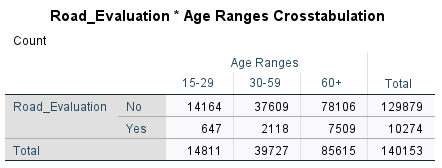 Road_Evaluation * Age Ranges Crosstabulation
Count
Age Ranges
15-29 30-59 60+ Total
Road_Evaluation No 14164 37609 78106 129879
Yes 647 2118 7509 10274
Total 14811 39727 85615 140153